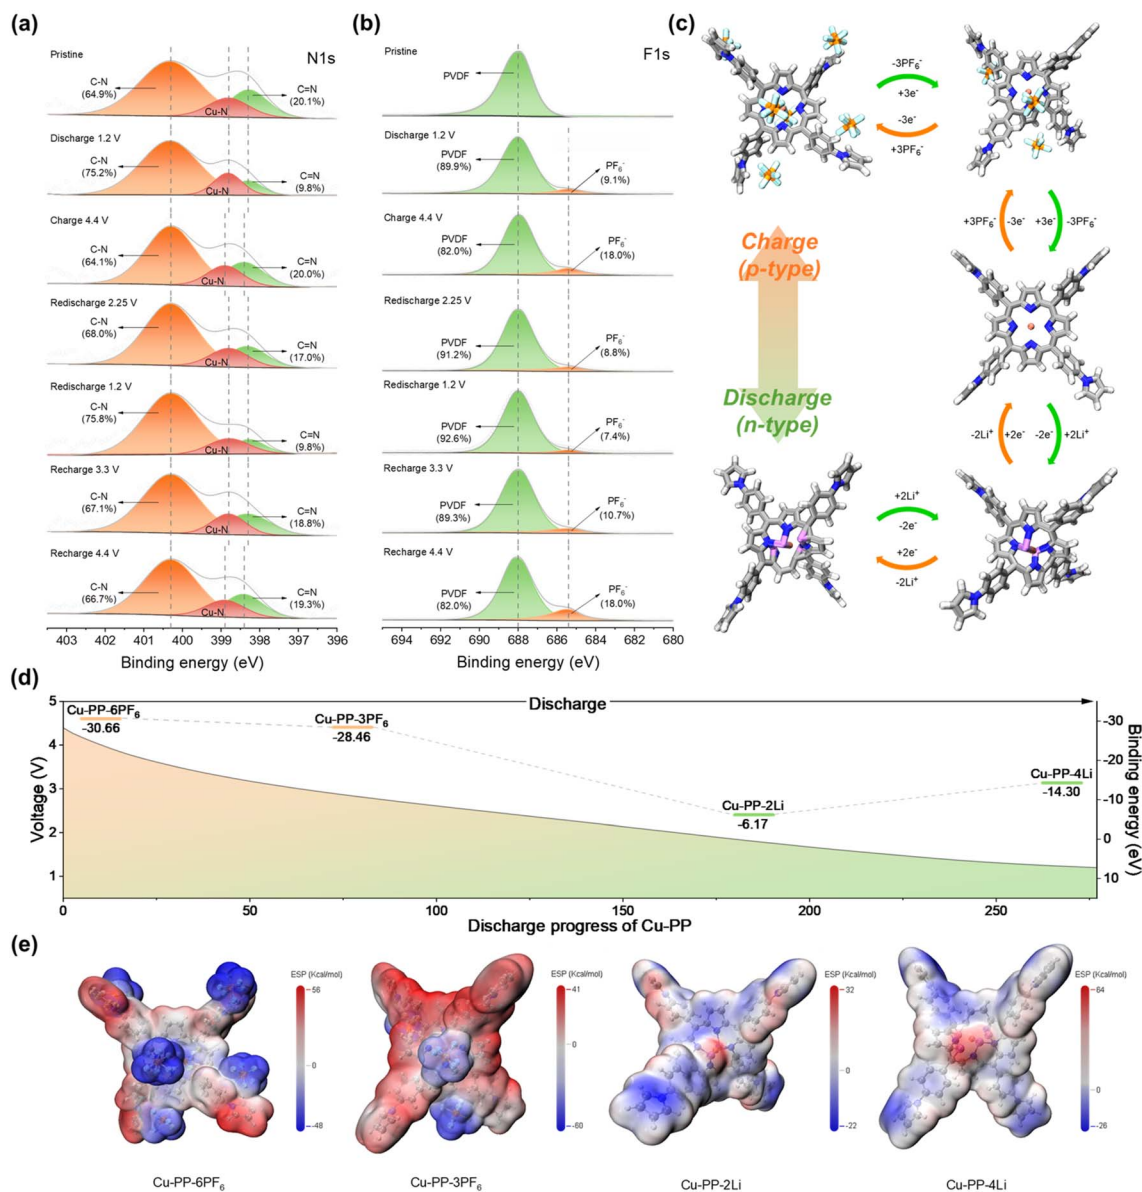 (a)
N1s
Pristine
C-N
(64.9%)
Cu-N
C=N
(20.1%)
Discharge 1.2 V
C-N
(75.2%)
Cu-N
C=N
(9.8%)
Charge 4.4 V
C-N
(64.1%)
Cu-N
C=N
(20.0%)
Redischarge 2.25 V
C-N
(68.0%)
Cu-N
C=N
(17.0%)
Redischarge 1.2 V
C-N
(75.8%)
Cu-N
C=N
(9.8%)
Recharge 3.3 V
C-N
(67.1%)
Cu-N
C=N
(18.8%)
Recharge 4.4 V
C-N
(66.7%)
Cu-N
C=N
(19.3%)
403 402 401 400 399 398 397 396
Binding energy (eV)
(b)
F1s
Pristine
PVDF
Discharge 1.2 V
PVDF
(89.9%)
PF₆⁻
(9.1%)
Charge 4.4 V
PVDF
(82.0%)
PF₆⁻
(18.0%)
Redischarge 2.25 V
PVDF
(91.2%)
PF₆⁻
(8.8%)
Redischarge 1.2 V
PVDF
(92.6%)
PF₆⁻
(7.4%)
Recharge 3.3 V
PVDF
(89.3%)
PF₆⁻
(10.7%)
Recharge 4.4 V
PVDF
(82.0%)
PF₆⁻
(18.0%)
694 692 690 688 686 684 682 680
Binding energy (eV)
(c)
-3PF₆⁻
+3e⁻
-3e⁻
+3PF₆⁻
+3PF₆⁻ -3e⁻ +3e⁻ -3PF₆⁻
Charge
(p-type)
Discharge
(n-type)
-2Li⁺ +2e⁻ -2e⁻ +2Li⁺
+2Li⁺
-2e⁻
+2e⁻
-2Li⁺
(d)
Discharge
Cu-PP-6PF₆
-30.66
Cu-PP-3PF₆
-28.46
Cu-PP-2Li
-6.17
Cu-PP-4Li
-14.30
5
4
3
2
1
Voltage (V)
-30
-20
-10
0
10
Binding energy (eV)
0 50 100 150 200 250
Discharge progress of Cu-PP
(e)
ESP (Kcal/mol)
56
0
-48
Cu-PP-6PF₆
ESP (Kcal/mol)
41
0
-60
Cu-PP-3PF₆
ESP (Kcal/mol)
32
0
-22
Cu-PP-2Li
ESP (Kcal/mol)
64
0
-26
Cu-PP-4Li